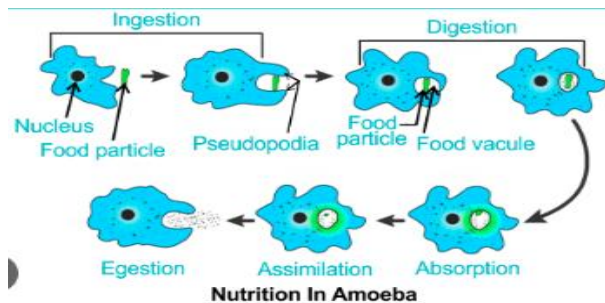 Ingestion
Digestion
Nucleus
Food particle
Pseudopodia
Food
particle
Food vacule
Egestion
Assimilation
Absorption
Nutrition In Amoeba